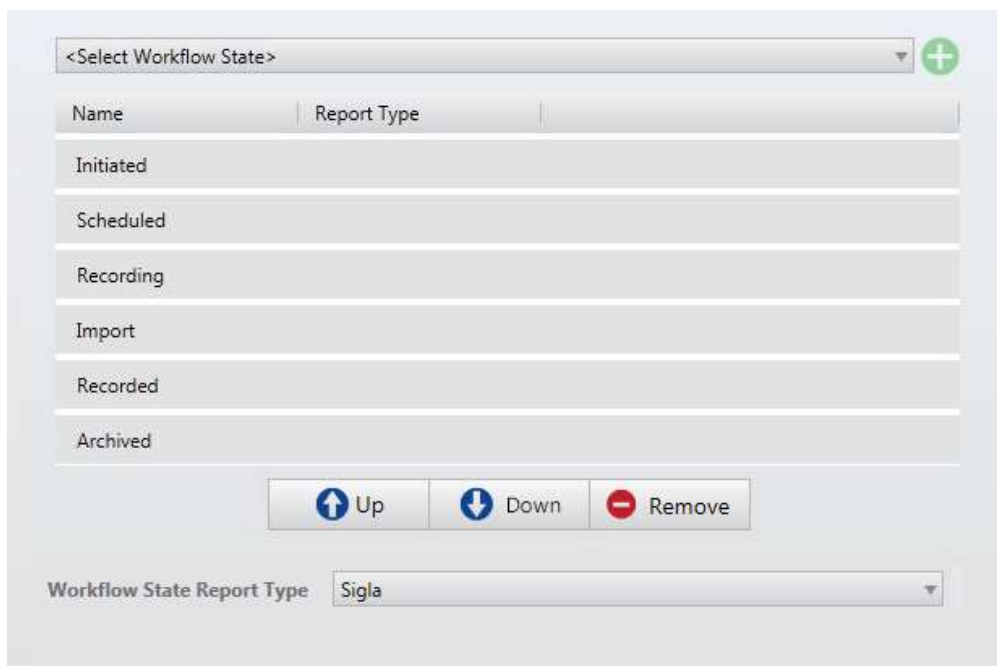 <Select Workflow State>
Name Report Type
Initiated
Scheduled
Recording
Import
Recorded
Archived
Up Down Remove
Workflow State Report Type Sigla